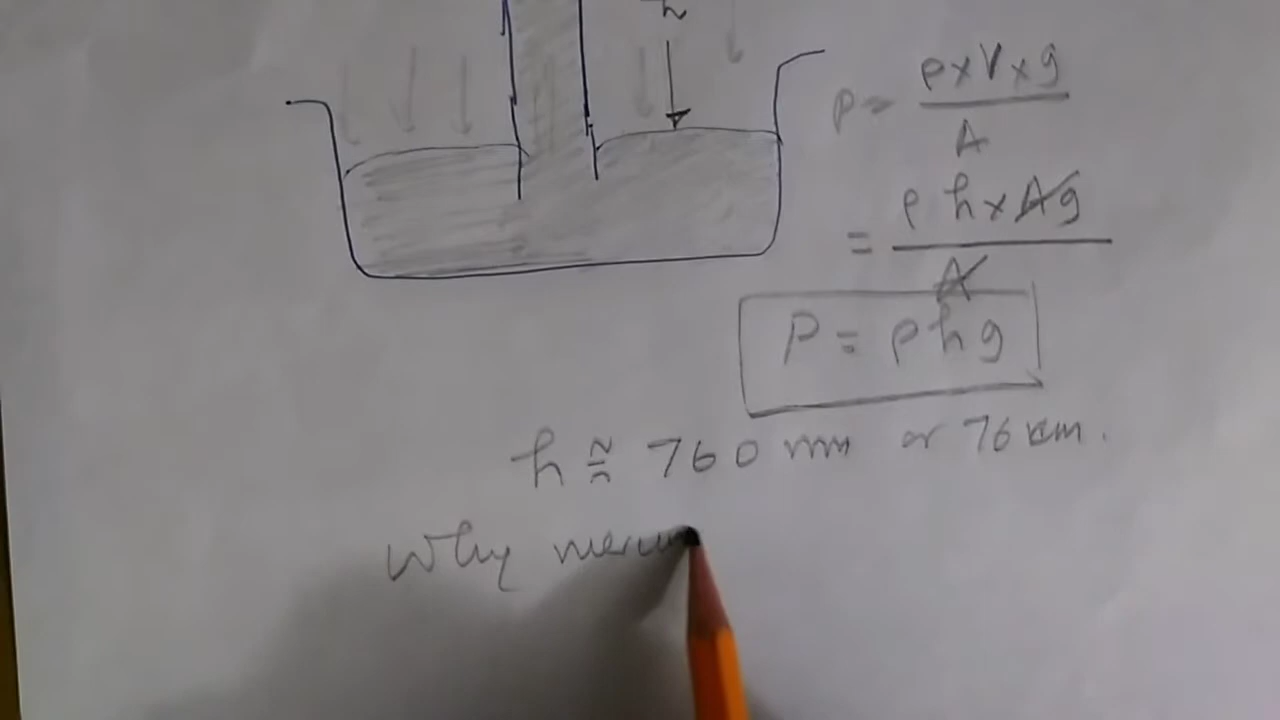 h
P = ρ×V×g
A
= ρ h×Ag
A
P = ρhg
h ≈ 760 mm or 76 cm.
Why mercu